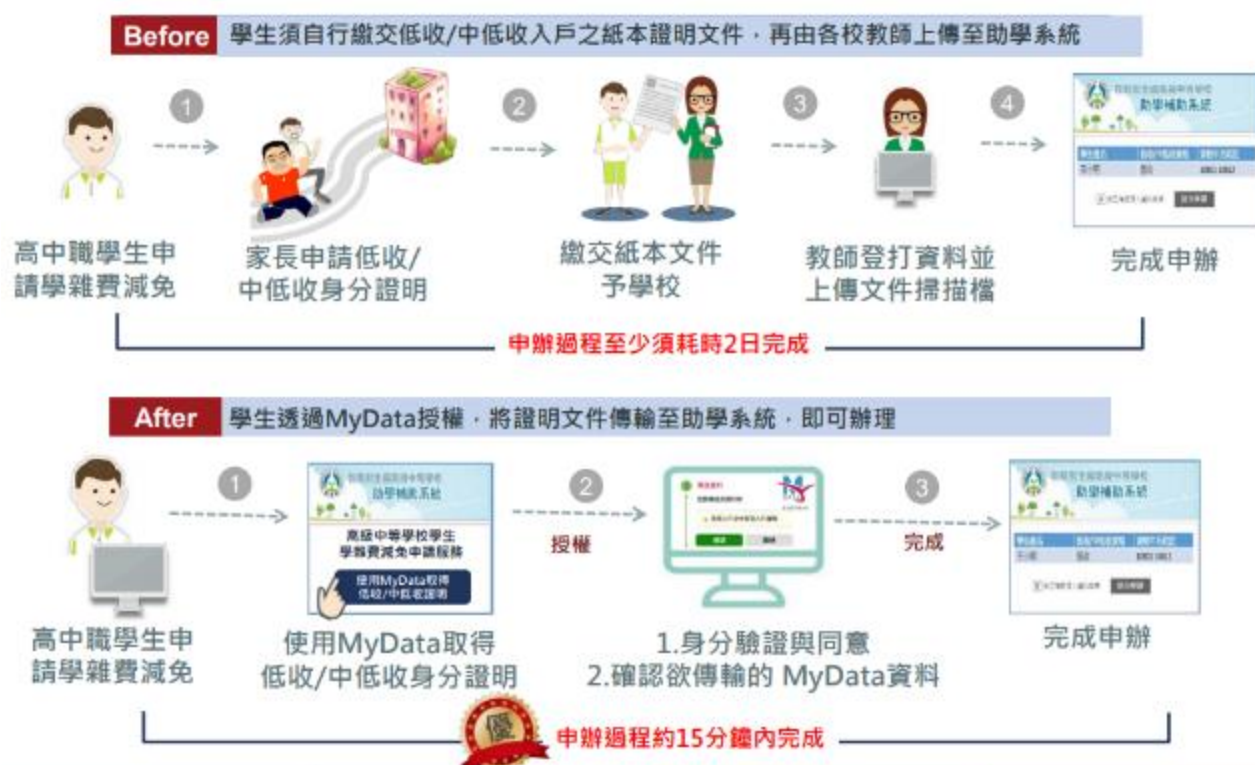 Before
學生須自行繳交低收/中低收入戶之紙本證明文件，再由各校教師上傳至助學系統
1
2
3
4
助學補助系統
高中職學生申
請學雜費減免
家長申請低收/
中低收身分證明
繳交紙本文件
予學校
教師登打資料並
上傳文件掃描檔
完成申辦
申辦過程至少須耗時2日完成
After
學生透過MyData授權，將證明文件傳輸至助學系統，即可辦理
1
2
3
授權
完成
助學補助系統
高級中等學校學生
學雜費減免申請服務
使用MyData取得
低收/中低收證明
助學補助系統
高中職學生申
請學雜費減免
使用MyData取得
低收/中低收身分證明
1.身分驗證與同意
2.確認欲傳輸的 MyData資料
完成申辦
優
申辦過程約15分鐘內完成